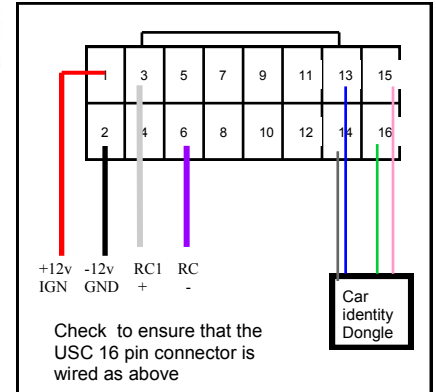 1 3 5 7 9 11 13 15
2 4 6 8 10 12 14 16
+12v -12v RC1 RC
IGN GND + -
Car
identity
Dongle
Check to ensure that the
USC 16 pin connector is
wired as above